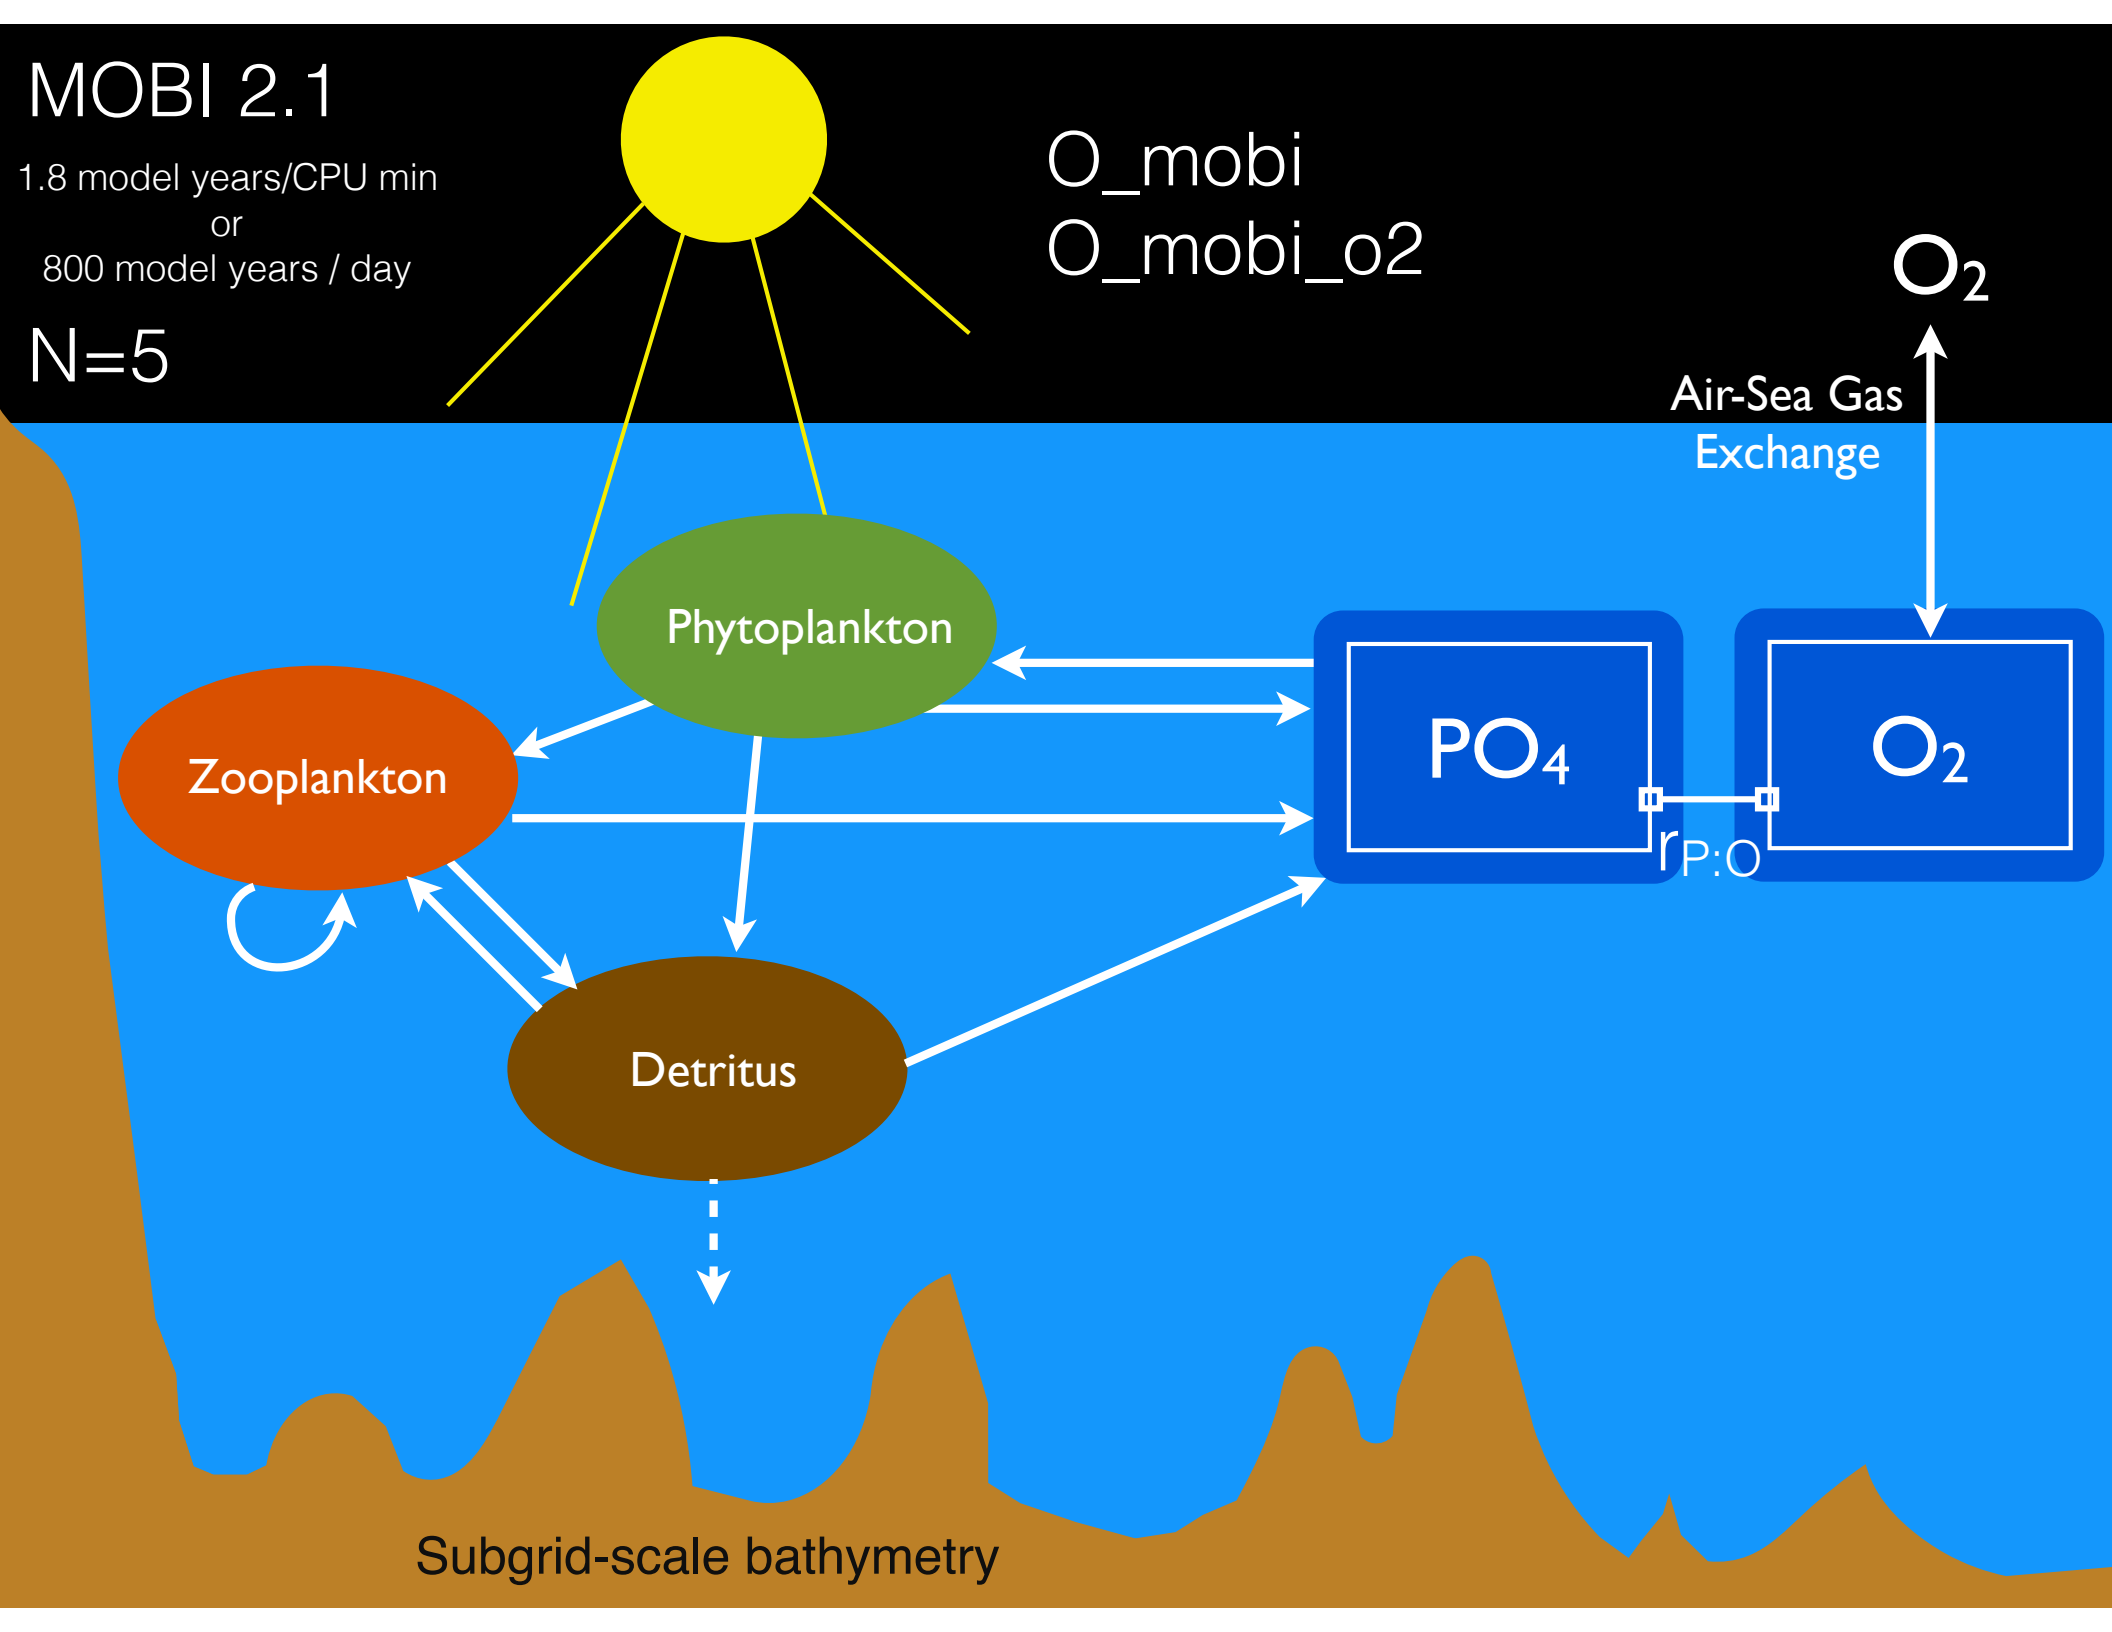 MOBI 2.1
1.8 model years/CPU min
or
800 model years / day
N=5
O_mobi
O_mobi_o2
O₂
Air-Sea Gas
Exchange
Phytoplankton
Zooplankton
PO₄
O₂
rP:O
Detritus
Subgrid-scale bathymetry